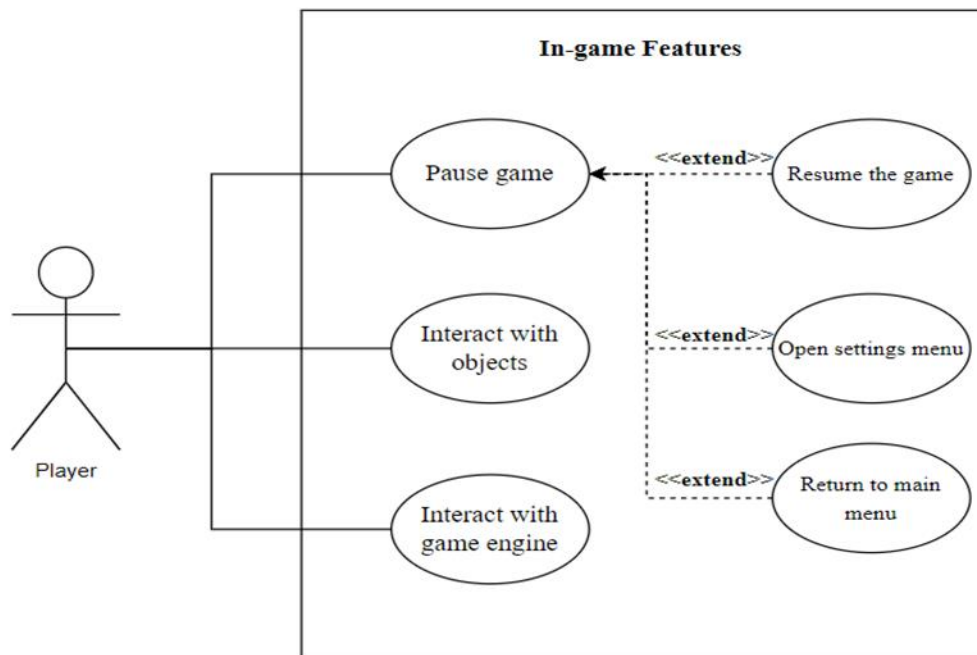 In-game Features
Pause game
<<extend>>
Resume the game
Interact with
objects
<<extend>>
Open settings menu
Player
Interact with
game engine
<<extend>>
Return to main
menu